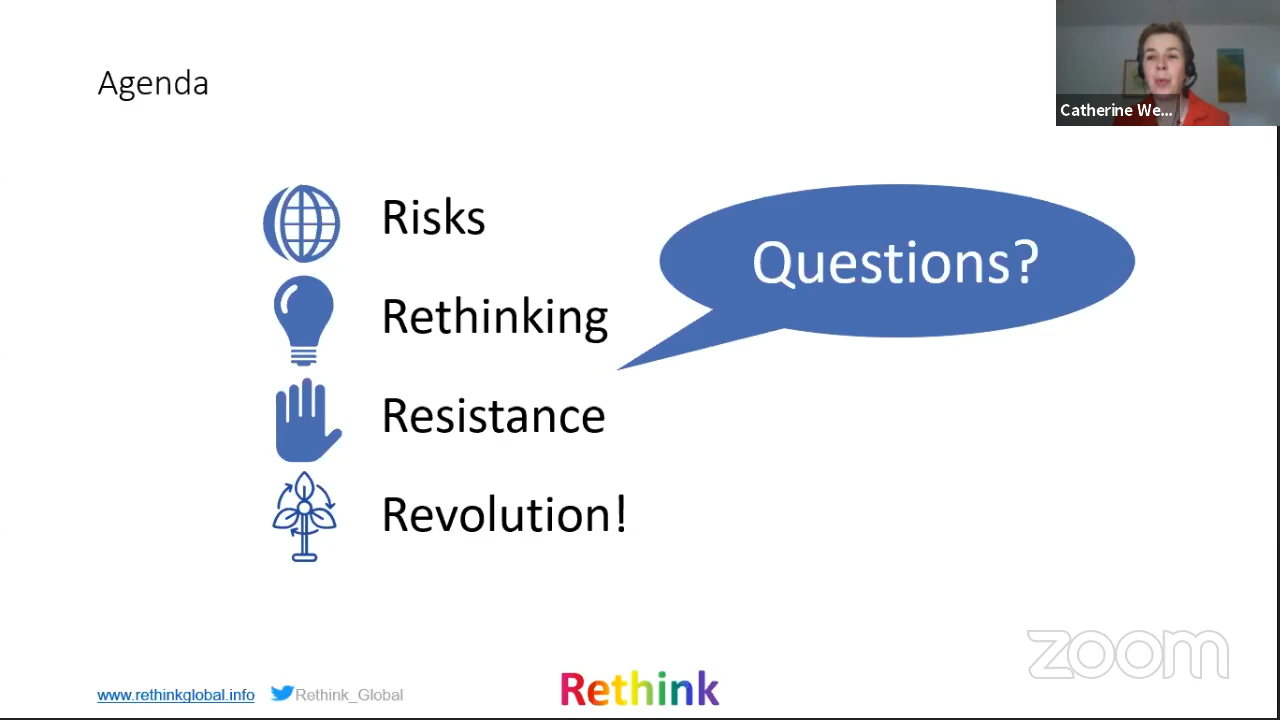 Agenda
Catherine We...
Risks
Questions?
Rethinking
Resistance
Revolution!
zoom
www.rethinkglobal.info
Rethink_Global
Rethink